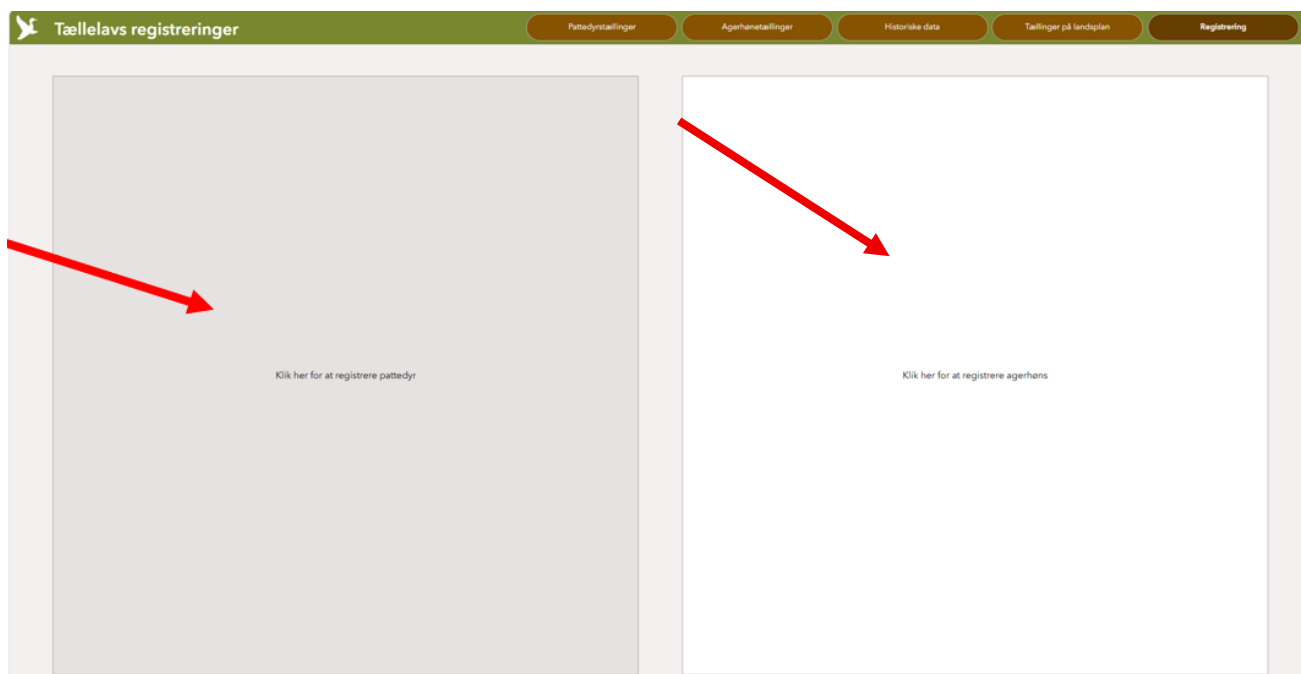 Tællelavs registreringer
Pattedyrstællinger
Agerhønetællinger
Historiske data
Tællinger på landsplan
Registrering
Klik her for at registrere pattedyr
Klik her for at registrere agerhøns